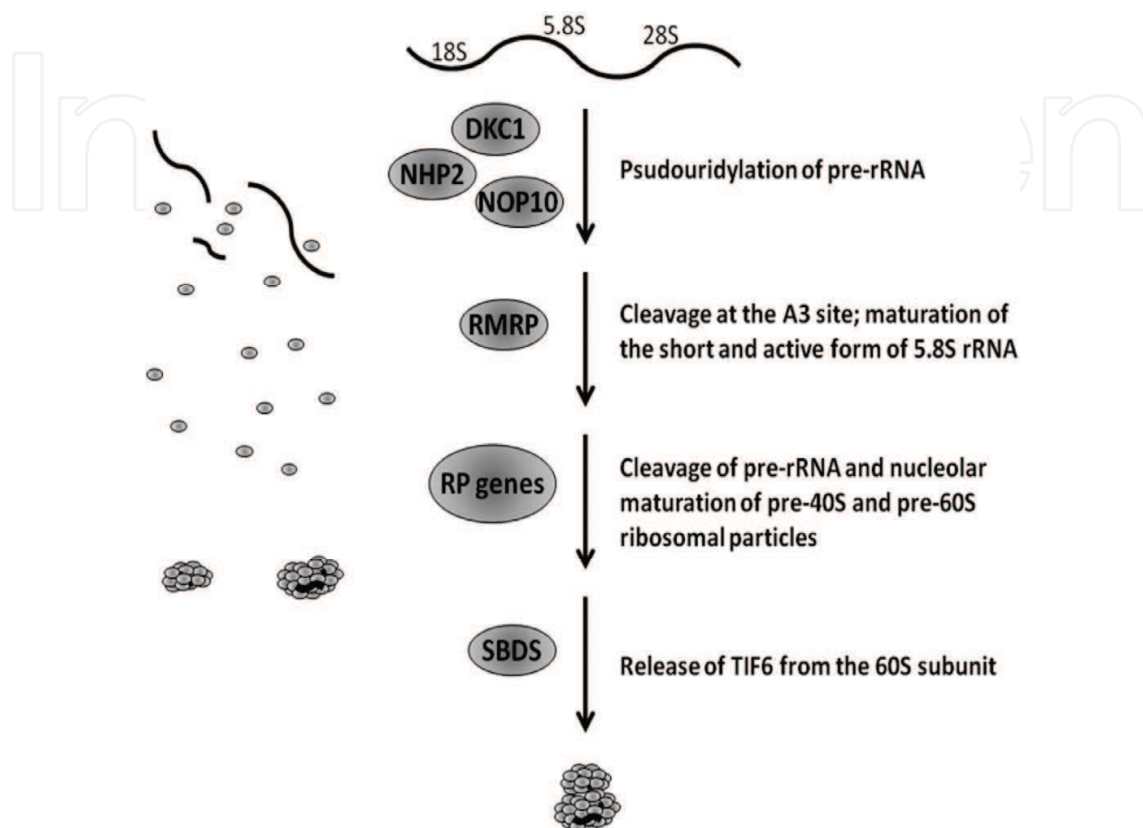 18S
5.8S
28S
DKC1
NHP2
NOP10
Psudouridylation of pre-rRNA
RMRP
Cleavage at the A3 site; maturation of
the short and active form of 5.8S rRNA
RP genes
Cleavage of pre-rRNA and nucleolar
maturation of pre-40S and pre-60S
ribosomal particles
SBDS
Release of TIF6 from the 60S subunit